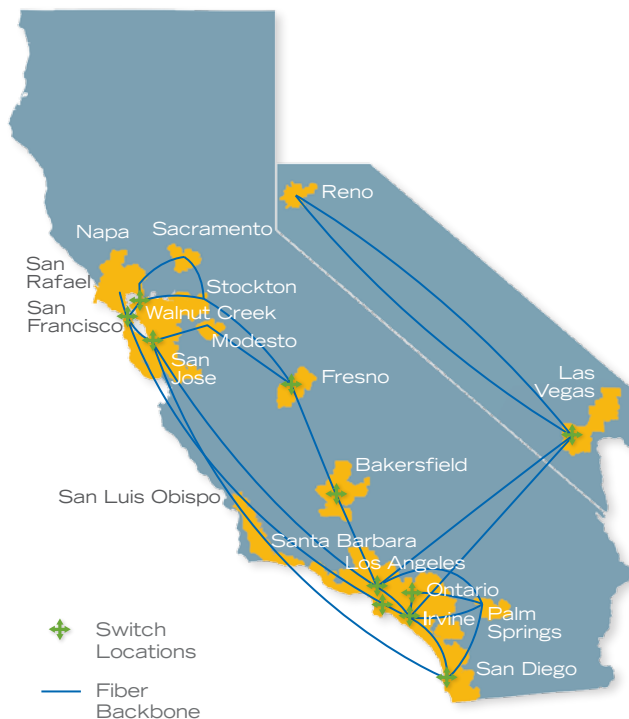 Reno
Napa
Sacramento
San
Rafael
Stockton
San
Francisco
Walnut Creek
Modesto
San
Jose
Fresno
Las
Vegas
Bakersfield
San Luis Obispo
Santa Barbara
Los Angeles
Ontario
Irvine
Palm
Springs
San Diego
Switch
Locations
Fiber
Backbone